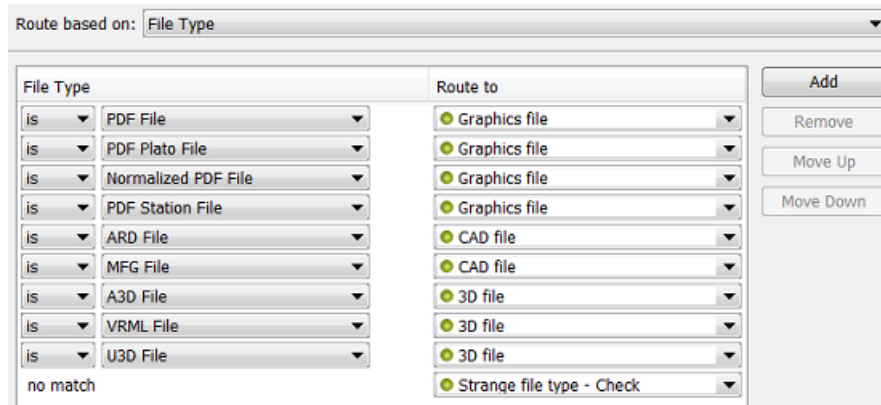 Route based on: File Type
File Type Route to Add
is PDF File Graphics file Remove
is PDF Plato File Graphics file Move Up
is Normalized PDF File Graphics file Move Down
is PDF Station File Graphics file
is ARD File CAD file
is MFG File CAD file
is A3D File 3D file
is VRML File 3D file
is U3D File 3D file
no match Strange file type - Check